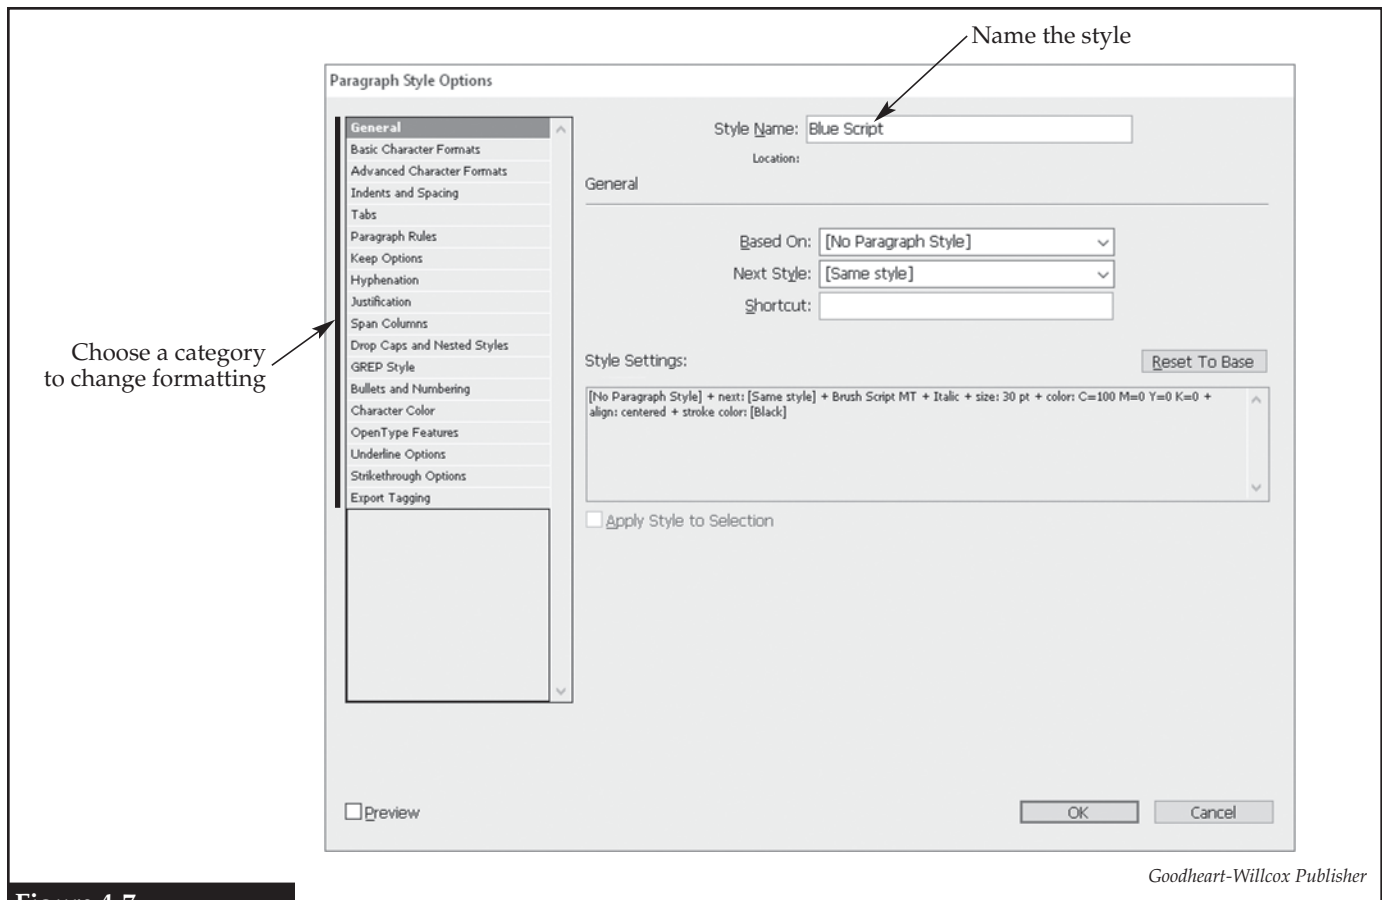 Name the style
Paragraph Style Options
General
Basic Character Formats
Advanced Character Formats
Indents and Spacing
Tabs
Paragraph Rules
Keep Options
Hyphenation
Justification
Span Columns
Drop Caps and Nested Styles
GREP Style
Bullets and Numbering
Character Color
OpenType Features
Underline Options
Strikethrough Options
Export Tagging
Choose a category
to change formatting
Style Name: Blue Script
Location:
General
Based On: [No Paragraph Style]
Next Style: [Same style]
Shortcut:
Style Settings:
Reset To Base
[No Paragraph Style] + next: [Same style] + Brush Script MT + Italic + size: 30 pt + color: C=100 M=0 Y=0 K=0 +
align: centered + stroke color: [Black]
Apply Style to Selection
Preview
OK
Cancel
Goodheart-Willcox Publisher
Figure 4-7